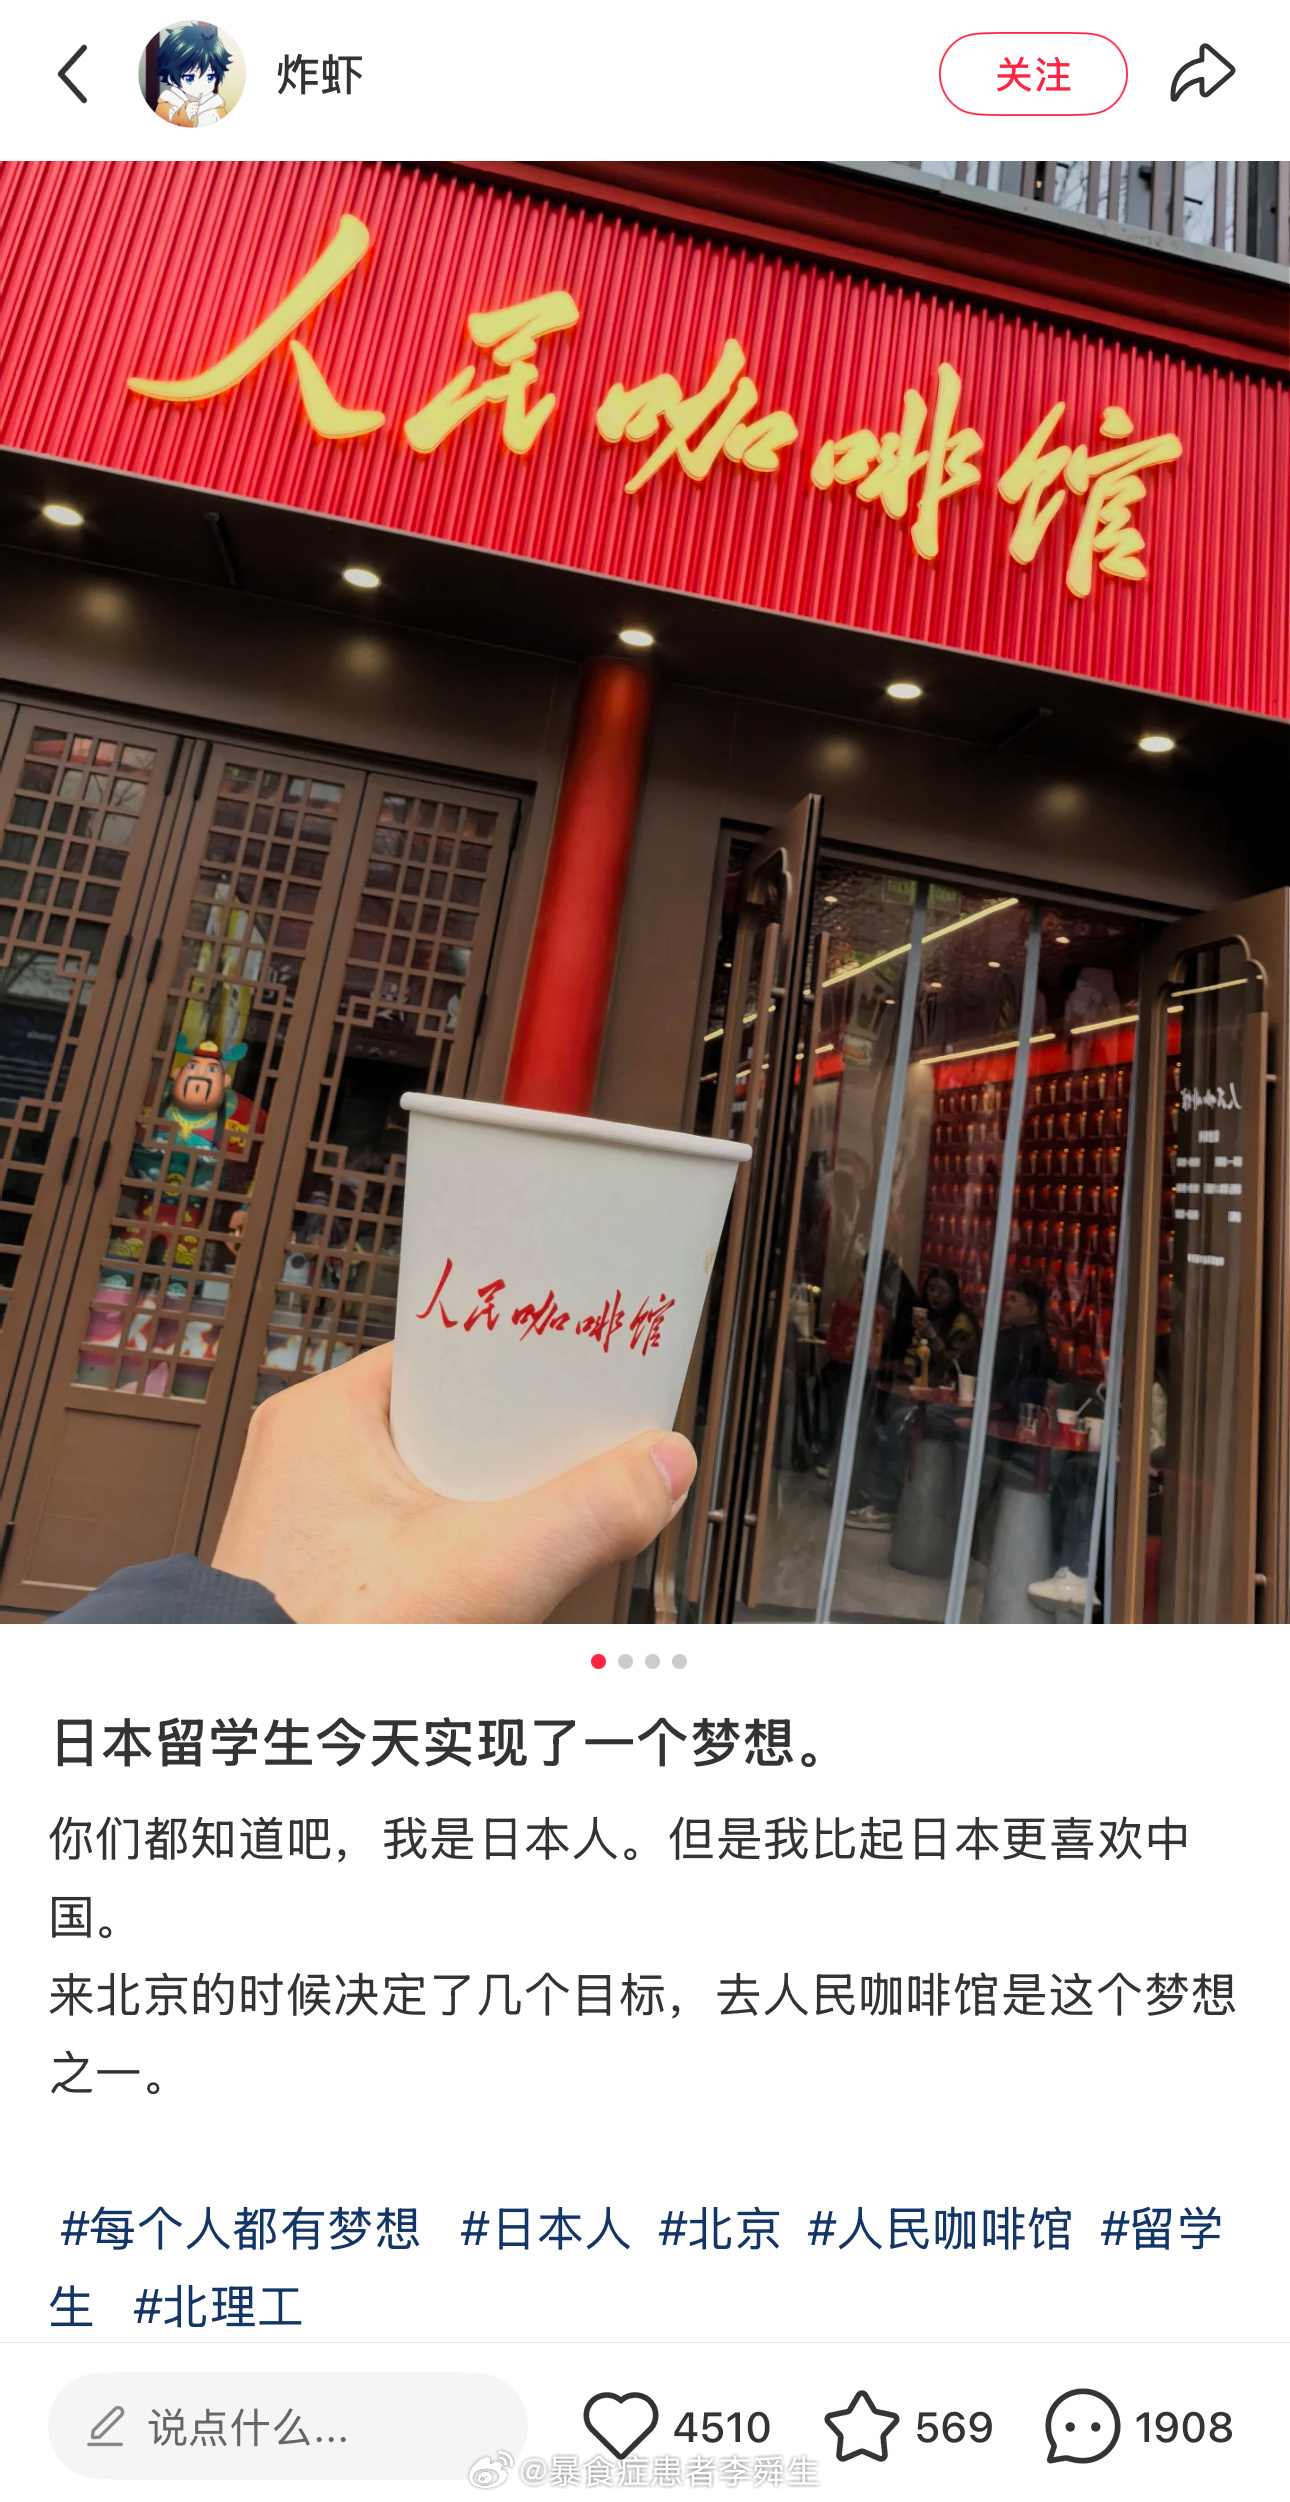 炸虾
关注
人民咖啡馆
人民咖啡馆
日本留学生今天实现了一个梦想。
你们都知道吧，我是日本人。但是我比起日本更喜欢中
国。
来北京的时候决定了几个目标，去人民咖啡馆是这个梦想
之一。
#每个人都有梦想 #日本人 #北京 #人民咖啡馆 #留学
生 #北理工
说点什么...
4510
569
1908
@暴食症患者李舜生